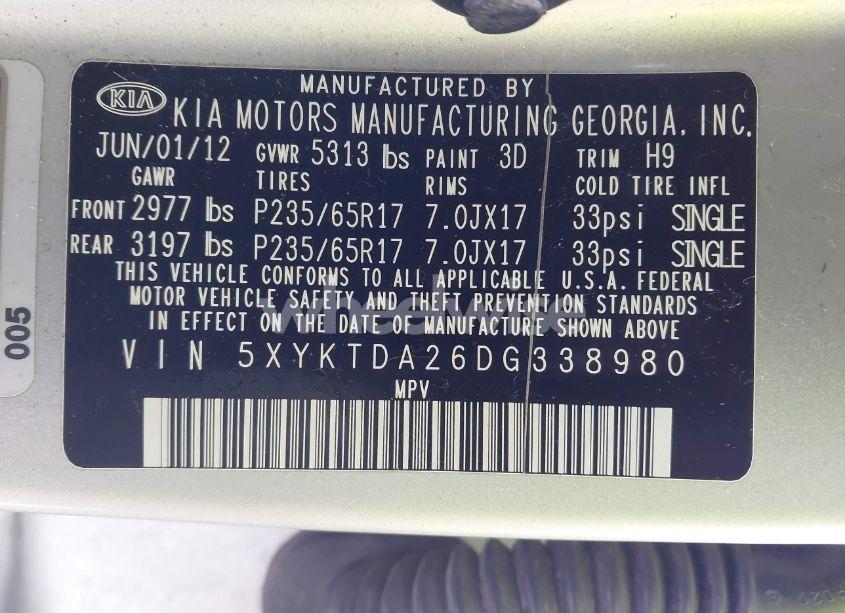 MANUFACTURED BY
KIA KIA MOTORS MANUFACTURING GEORGIA, INC.
JUN/01/12 GVWR 5313 lbs PAINT 3D TRIM H9
GAWR TIRES RIMS COLD TIRE INFL
FRONT 2977 lbs P235/65R17 7.0JX17 33psi SINGLE
REAR 3197 lbs P235/65R17 7.0JX17 33psi SINGLE
THIS VEHICLE CONFORMS TO ALL APPLICABLE U.S.A. FEDERAL
MOTOR VEHICLE SAFETY AND THEFT PREVENTION STANDARDS
IN EFFECT ON THE DATE OF MANUFACTURE SHOWN ABOVE
VIN 5XYKTDA26DG338980
MPV
005